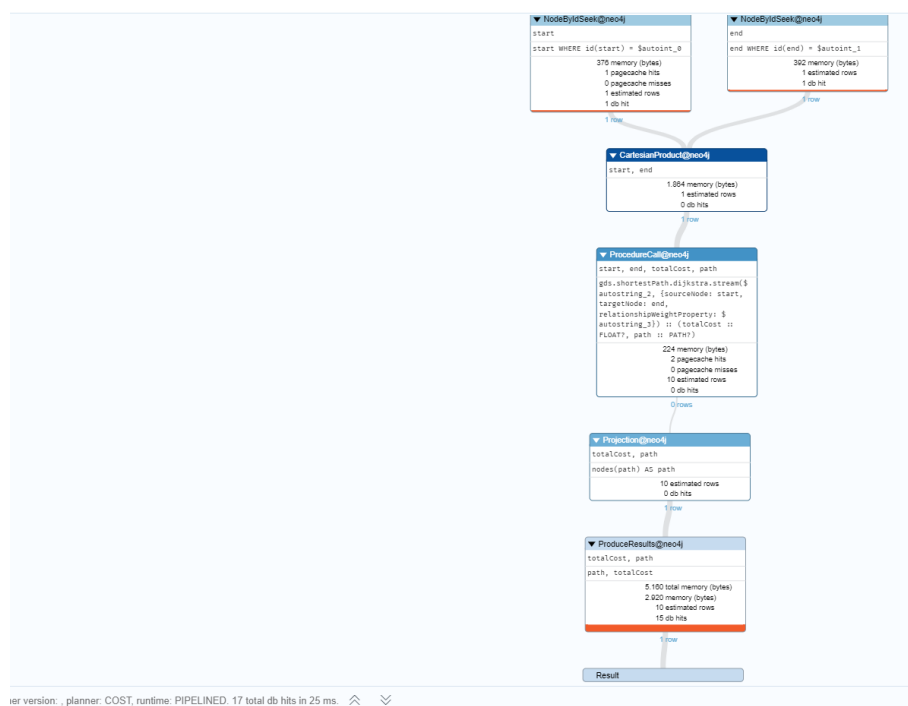 ▼ NodeByIdSeek@neo4j
start
start WHERE id(start) = $autoint_0
376 memory (bytes)
1 pagecache hits
0 pagecache misses
1 estimated rows
1 db hit
1 row
▼ NodeByIdSeek@neo4j
end
end WHERE id(end) = $autoint_1
392 memory (bytes)
1 estimated rows
1 db hit
1 row
▼ CartesianProduct@neo4j
start, end
1.864 memory (bytes)
1 estimated rows
0 db hits
1 row
▼ ProcedureCall@neo4j
start, end, totalCost, path
gds.shortestPath.dijkstra.stream($
autostring_2, {sourceNode: start,
targetNode: end,
relationshipWeightProperty: $
autostring_3}) :: (totalCost ::
FLOAT?, path :: PATH?)
224 memory (bytes)
2 pagecache hits
0 pagecache misses
10 estimated rows
0 db hits
0 rows
▼ Projection@neo4j
totalCost, path
nodes(path) AS path
10 estimated rows
0 db hits
1 row
▼ ProduceResults@neo4j
totalCost, path
path, totalCost
5.160 total memory (bytes)
2.920 memory (bytes)
10 estimated rows
15 db hits
1 row
Result
er version: , planner: COST, runtime: PIPELINED. 17 total db hits in 25 ms.